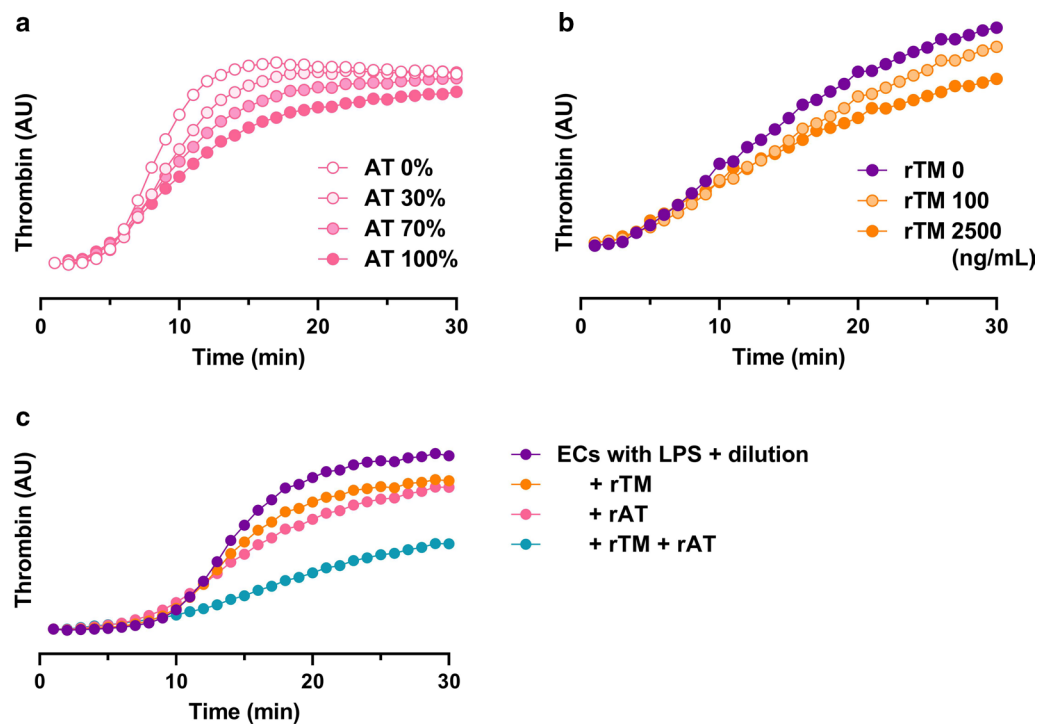 a
Thrombin (AU)
AT 0%
AT 30%
AT 70%
AT 100%
0 10 20 30
Time (min)
b
Thrombin (AU)
rTM 0
rTM 100
rTM 2500
(ng/mL)
0 10 20 30
Time (min)
c
Thrombin (AU)
0 10 20 30
Time (min)
ECs with LPS + dilution
+ rTM
+ rAT
+ rTM + rAT